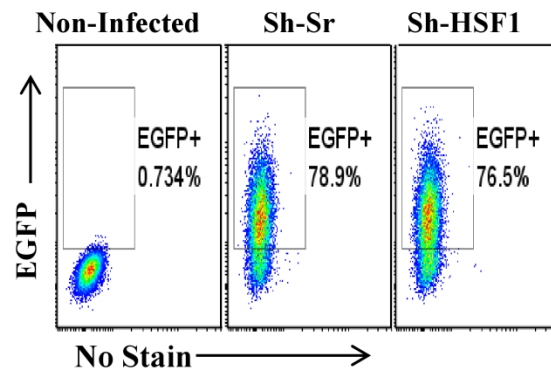 Non-Infected Sh-Sr Sh-HSF1
EGFP
EGFP+
0.734%
EGFP+
78.9%
EGFP+
76.5%
No Stain